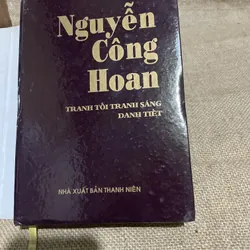 Nguyễn
Công
Hoan
TRANH TỐI TRANH SÁNG
DANH TIẾT
NHÀ XUẤT BẢN THANH NIÊN